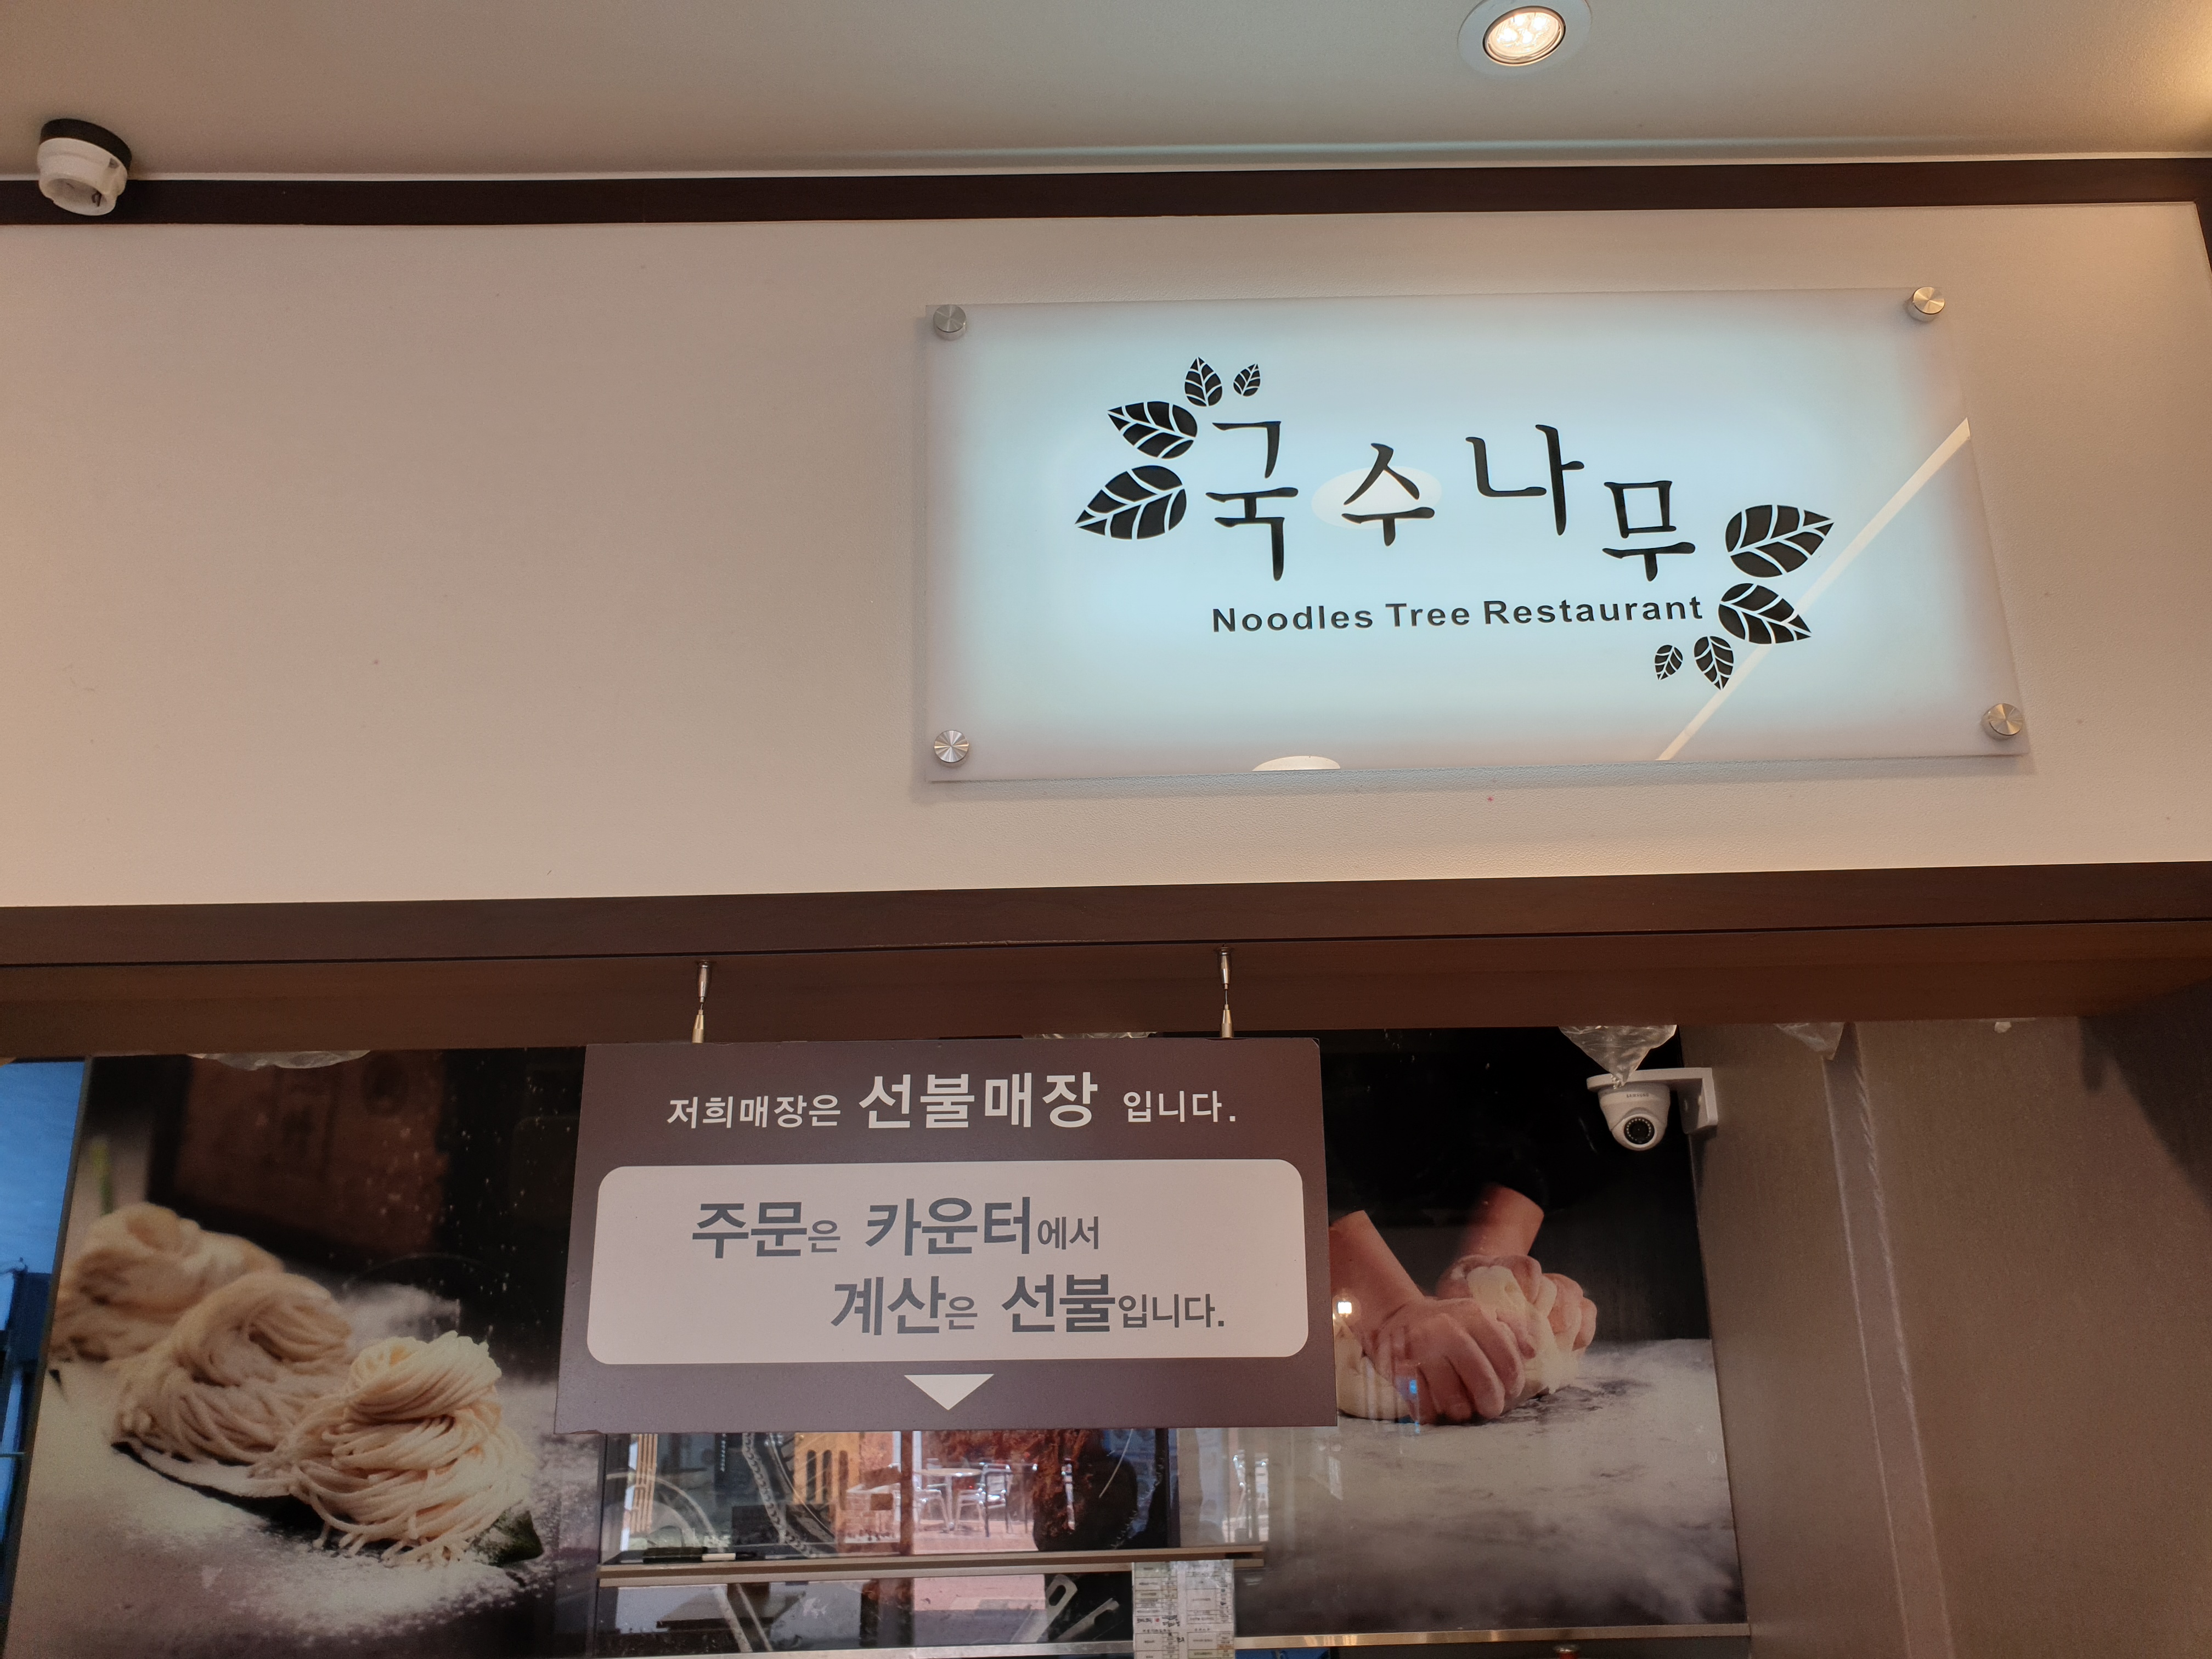 국수나무
Noodles Tree Restaurant
저희매장은 선불매장 입니다.
주문은 카운터에서
계산은 선불입니다.